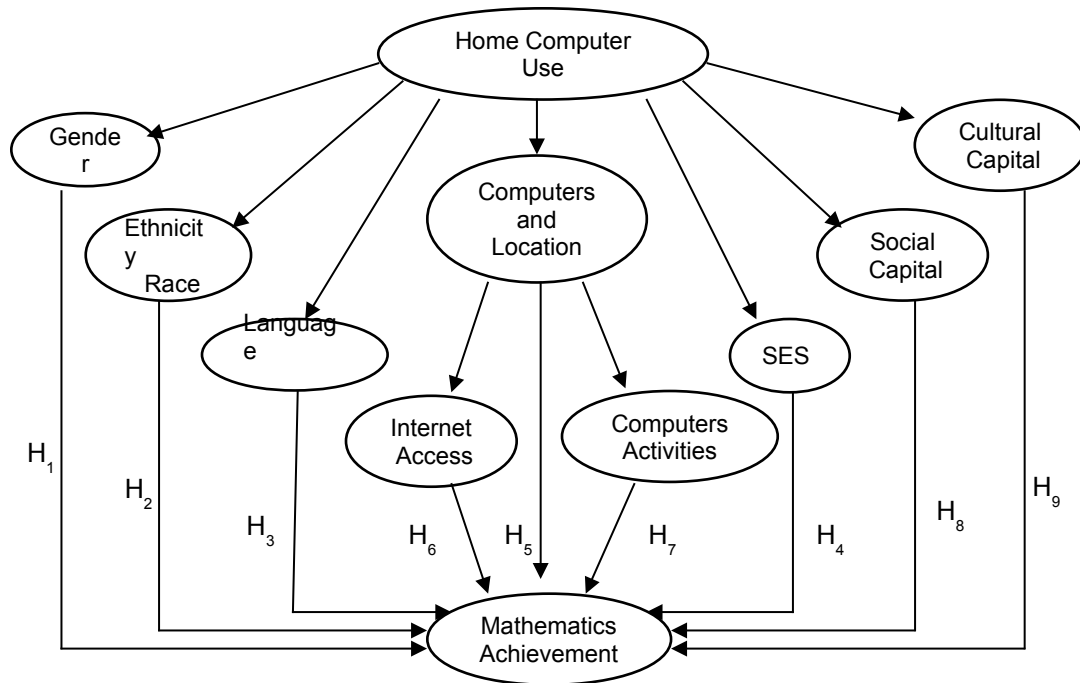 Home Computer
Use
Gende
r
Cultural
Capital
Computers
and
Location
Ethnicit
y
Race
Social
Capital
Languag
e
SES
Internet
Access
Computers
Activities
H1
H2
H3
H6
H5
H7
H4
H8
H9
Mathematics
Achievement